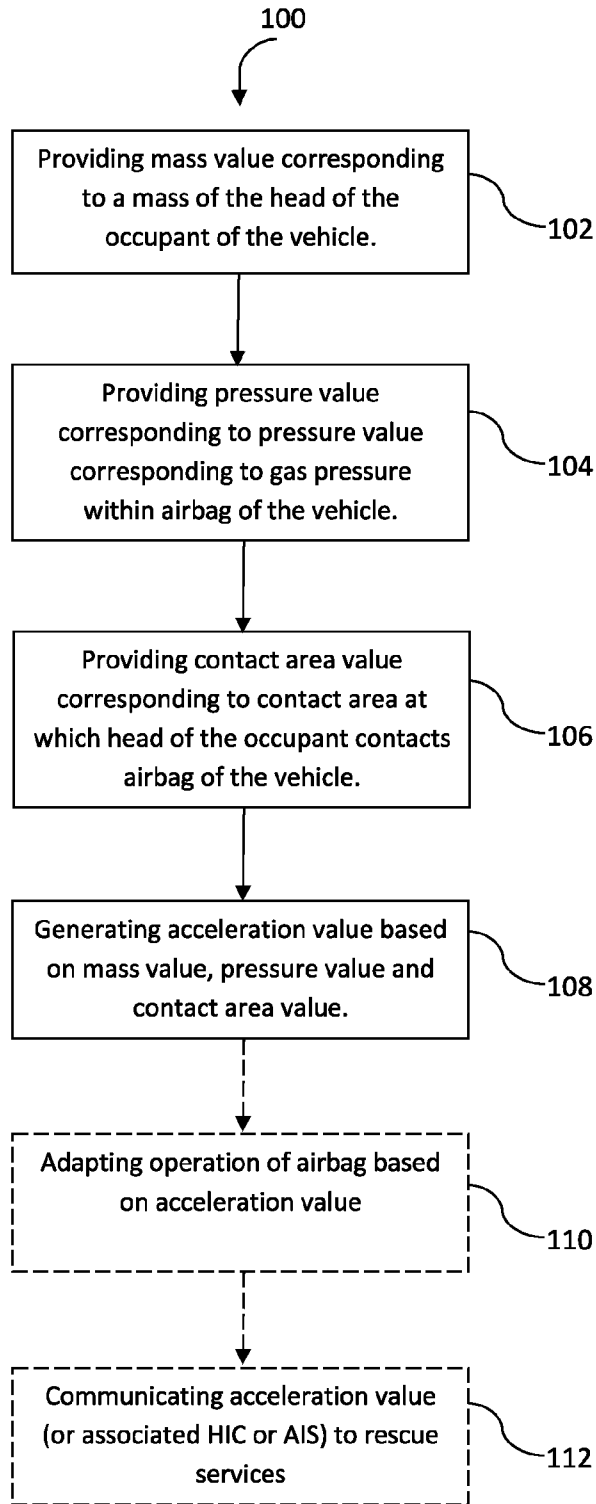 100
Providing mass value corresponding
to a mass of the head of the
occupant of the vehicle.
102
Providing pressure value
corresponding to pressure value
corresponding to gas pressure
within airbag of the vehicle.
104
Providing contact area value
corresponding to contact area at
which head of the occupant contacts
airbag of the vehicle.
106
Generating acceleration value based
on mass value, pressure value and
contact area value.
108
Adapting operation of airbag based
on acceleration value
110
Communicating acceleration value
(or associated HIC or AIS) to rescue
services
112